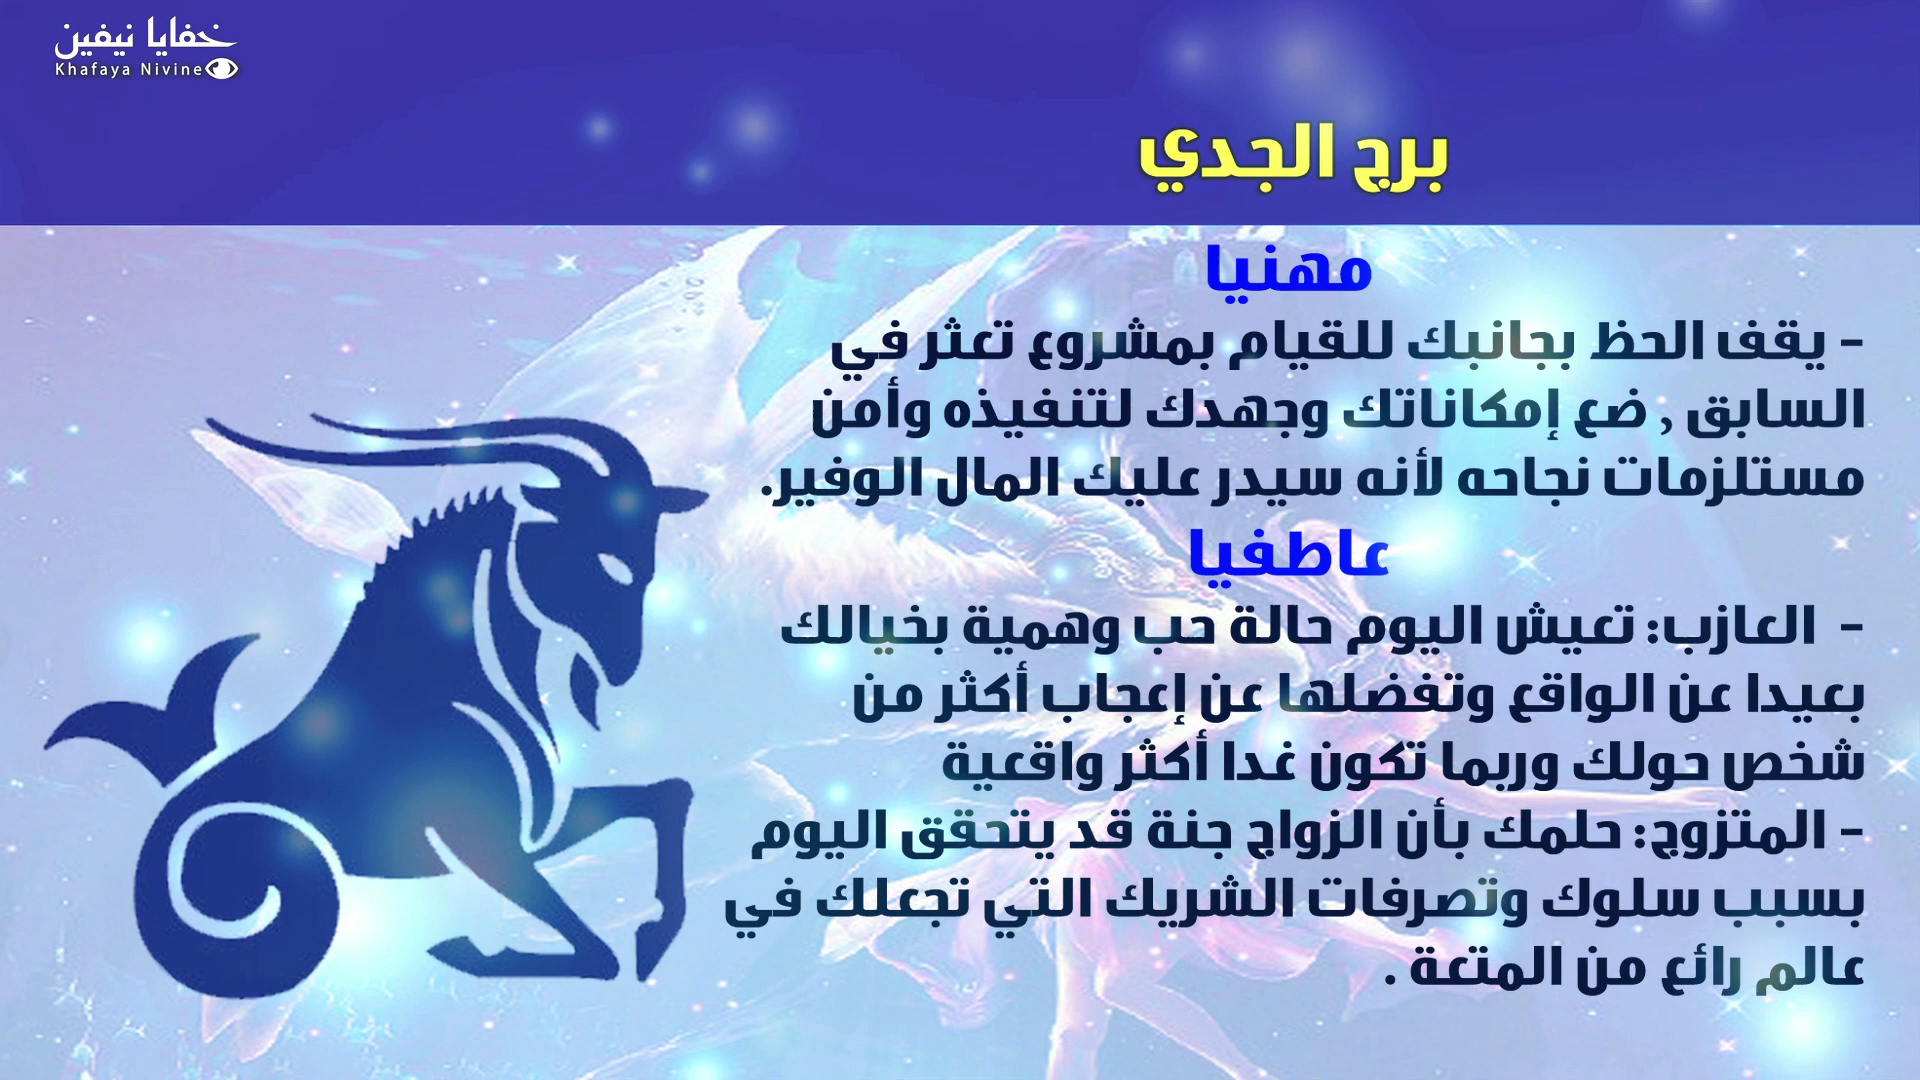 خفايا نيفين
Khafaya Nivine
برج الجدي
مهنيا
- يقف الحظ بجانبك للقيام بمشروع تعثر في
السابق , ضع إمكاناتك وجهدك لتنفيذه وأمن
مستلزمات نجاحه لأنه سيدر عليك المال الوفير.
عاطفيا
- العازب: تعيش اليوم حالة حب وهمية بخيالك
بعيدا عن الواقع وتفضلها عن إعجاب أكثر من
شخص حولك وربما تكون غدا أكثر واقعية
- المتزوج: حلمك بأن الزواج جنة قد يتحقق اليوم
بسبب سلوك وتصرفات الشريك التي تجعلك في
عالم رائع من المتعة .